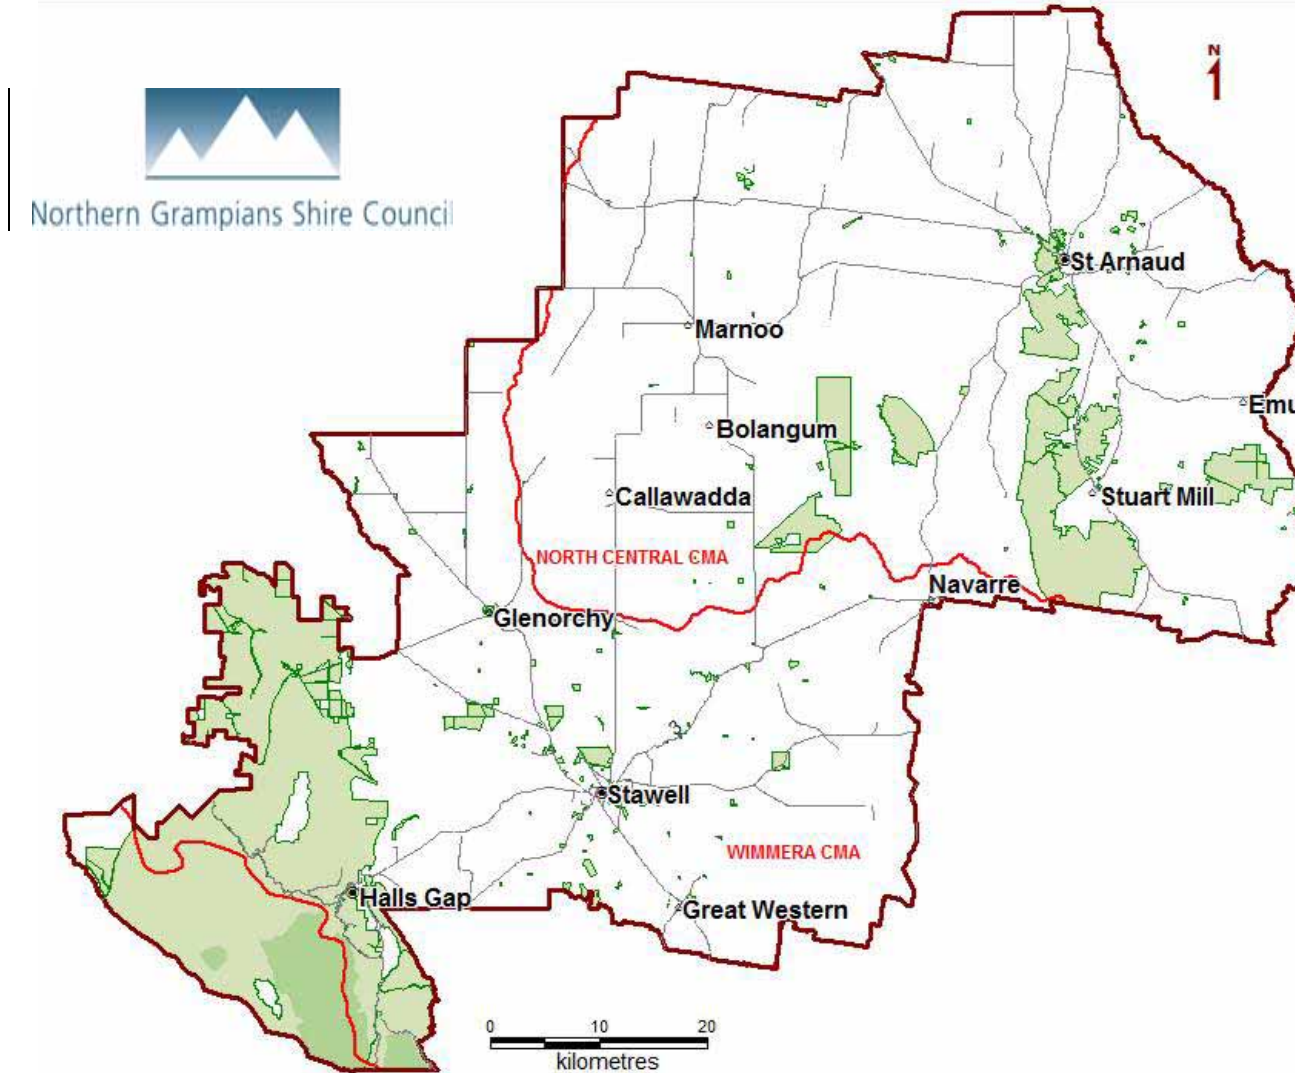 N
Northern Grampians Shire Council
St Arnaud
Marnoo
Emu
Bolangum
Callawadda
Stuart Mill
NORTH CENTRAL CMA
Navarre
Glenorchy
Stawell
WIMMERA CMA
Halls Gap
Great Western
0 10 20
kilometres